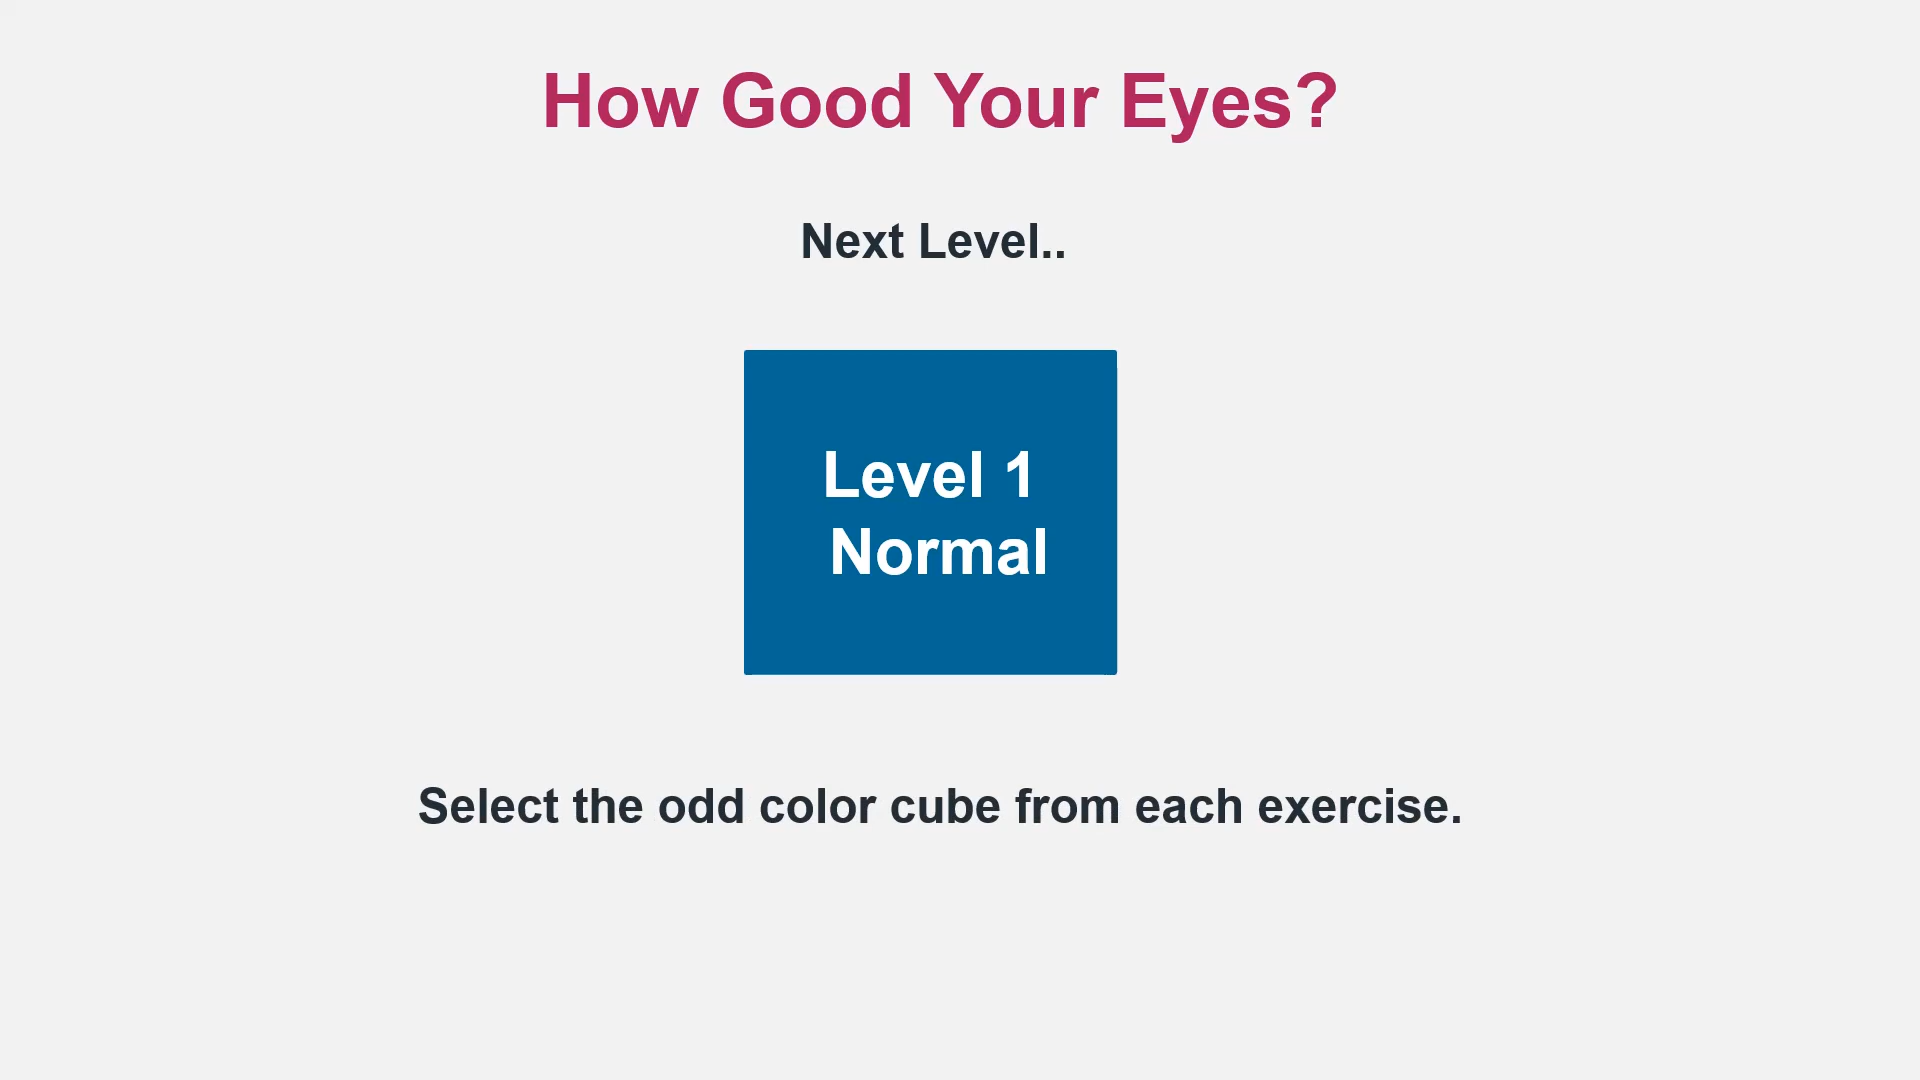 How Good Your Eyes?
Next Level..
Level 1
Normal
Select the odd color cube from each exercise.